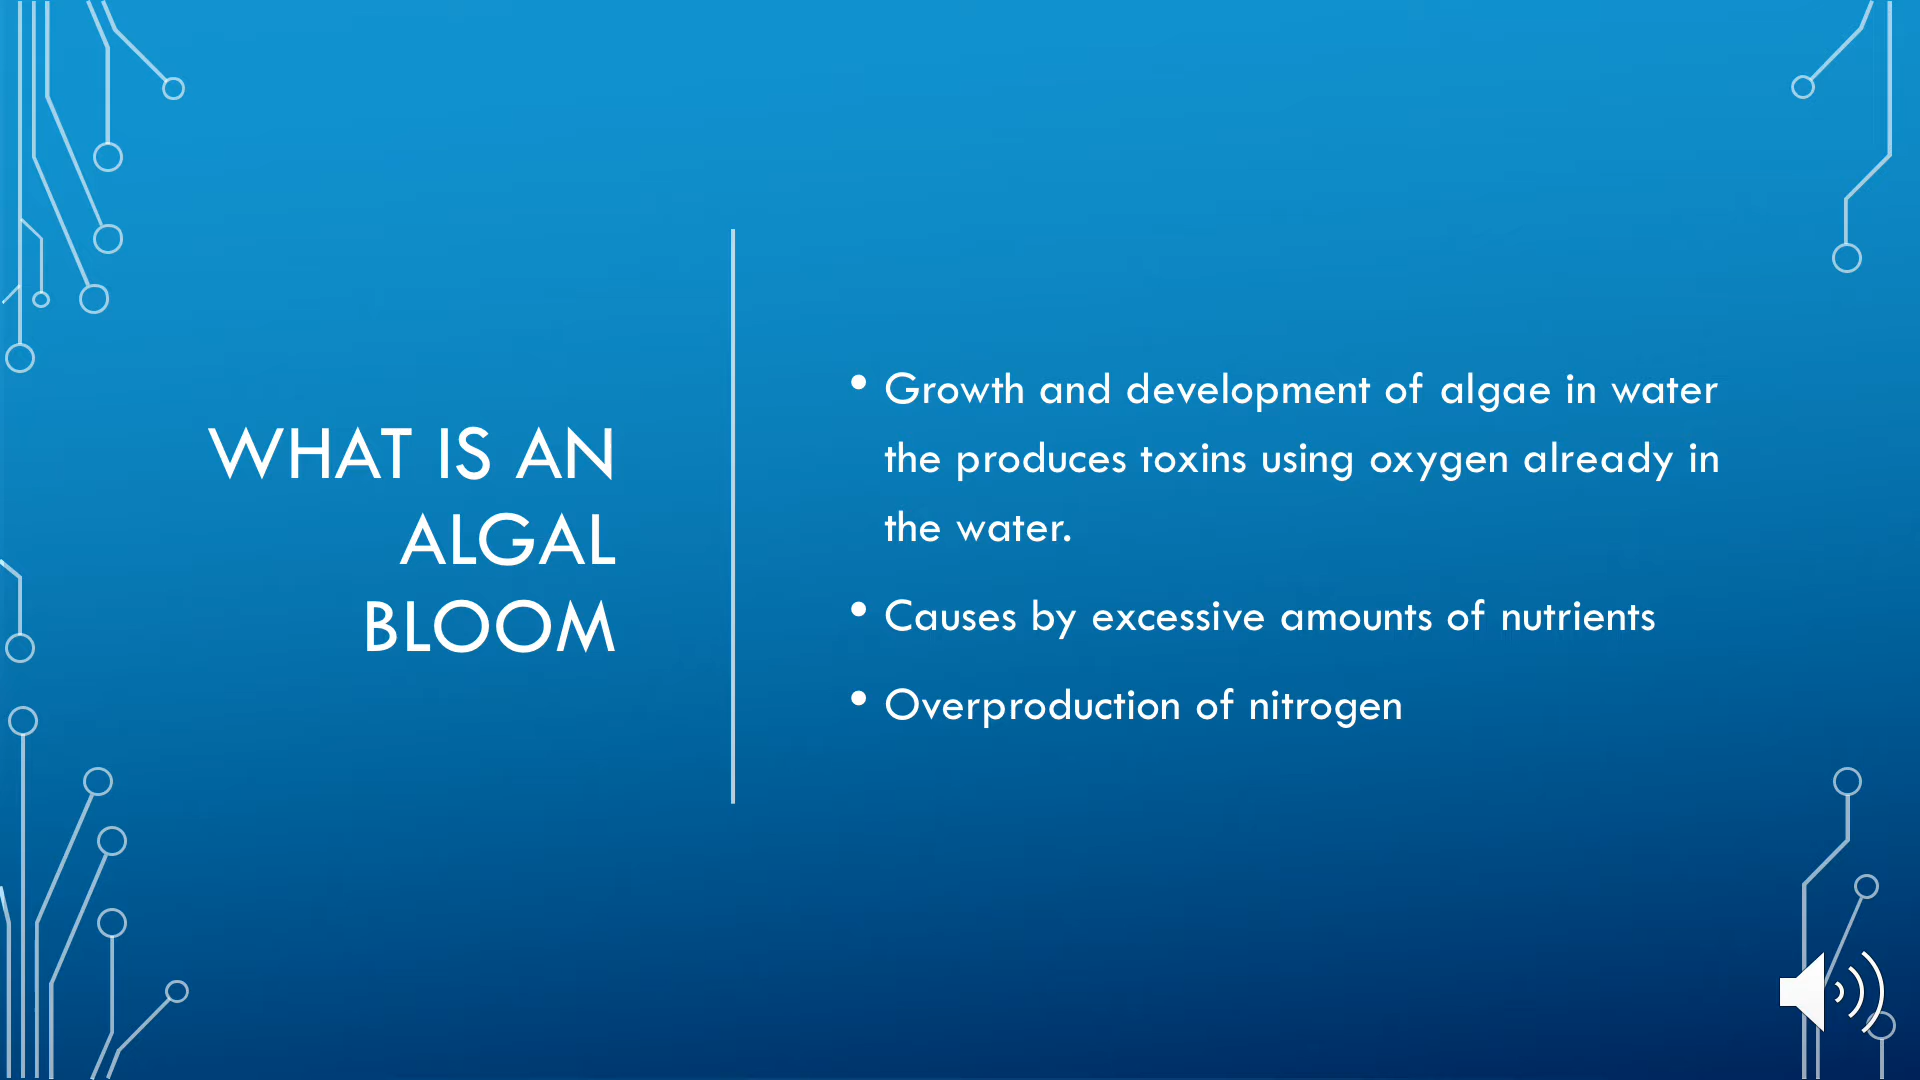 WHAT IS AN
ALGAL
BLOOM
• Growth and development of algae in water
the produces toxins using oxygen already in
the water.
• Causes by excessive amounts of nutrients
• Overproduction of nitrogen